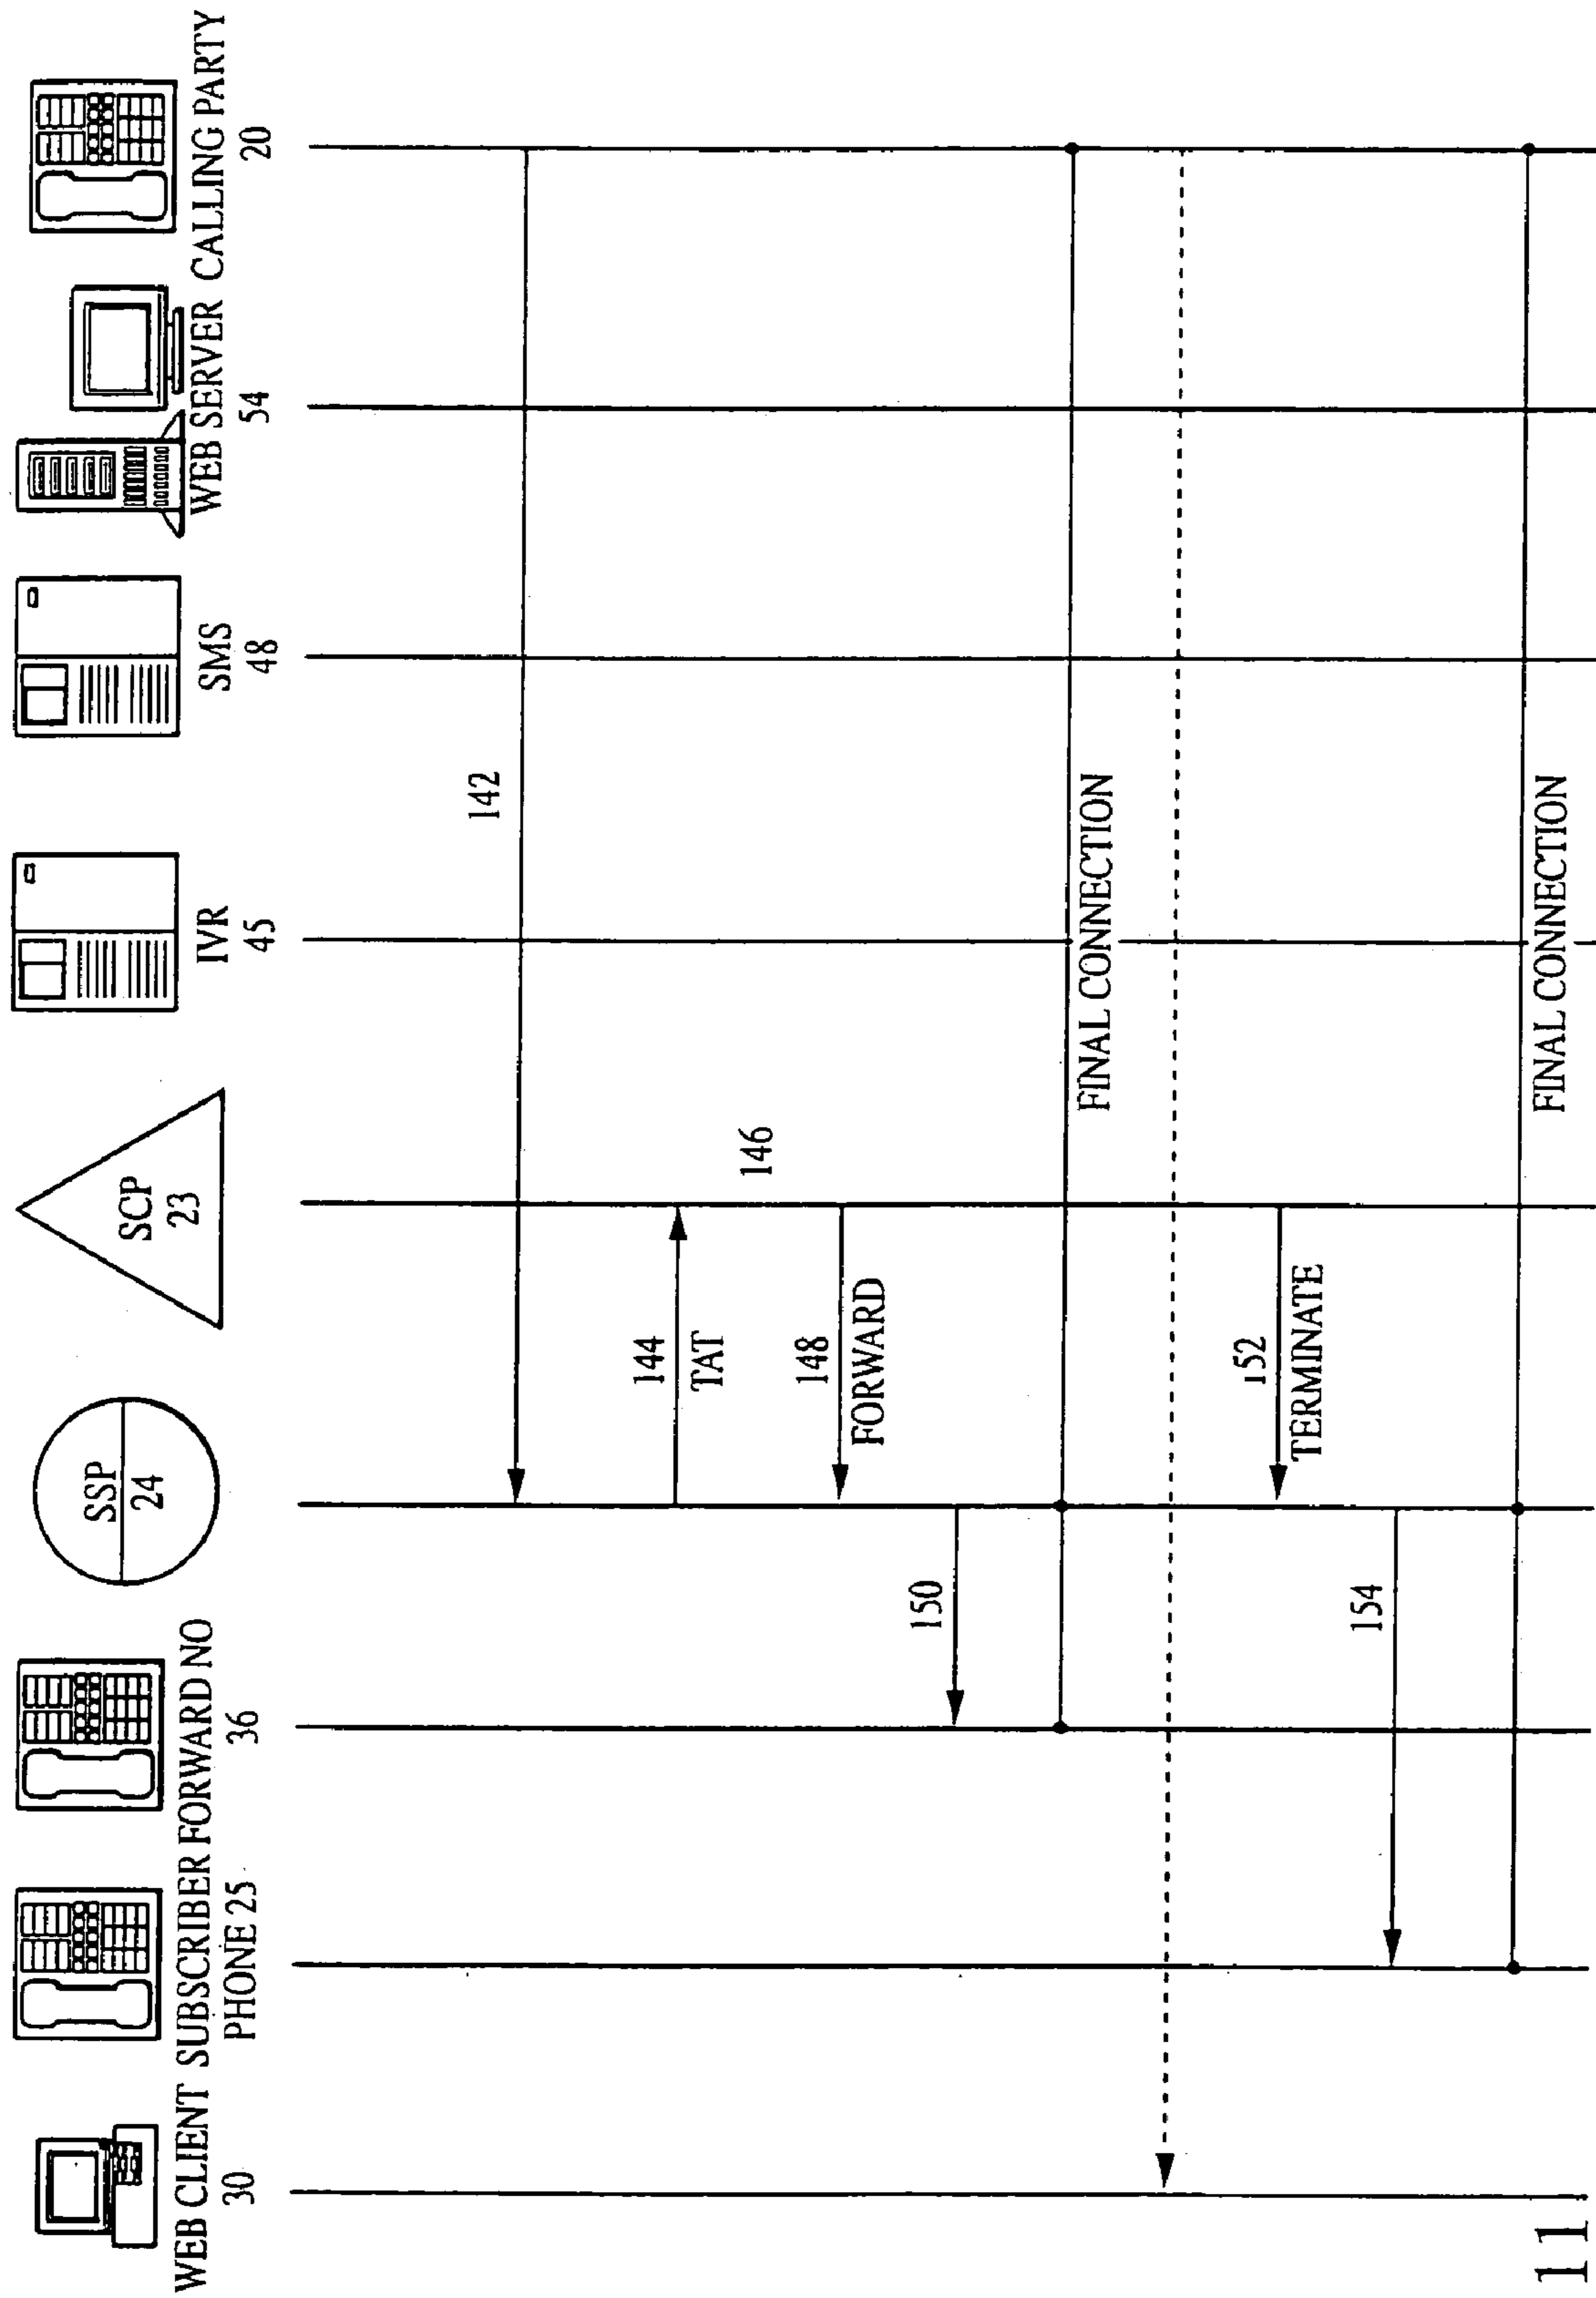 WEB CLIENT
30
SUBSCRIBER
PHONE 25
FORWARD NO
36
SSP
24
SCP
23
IVR
45
SMS
48
WEB SERVER
54
CALLING PARTY
20
142
144
TAT
146
148
FORWARD
150
FINAL CONNECTION
152
TERMINATE
154
FINAL CONNECTION
11